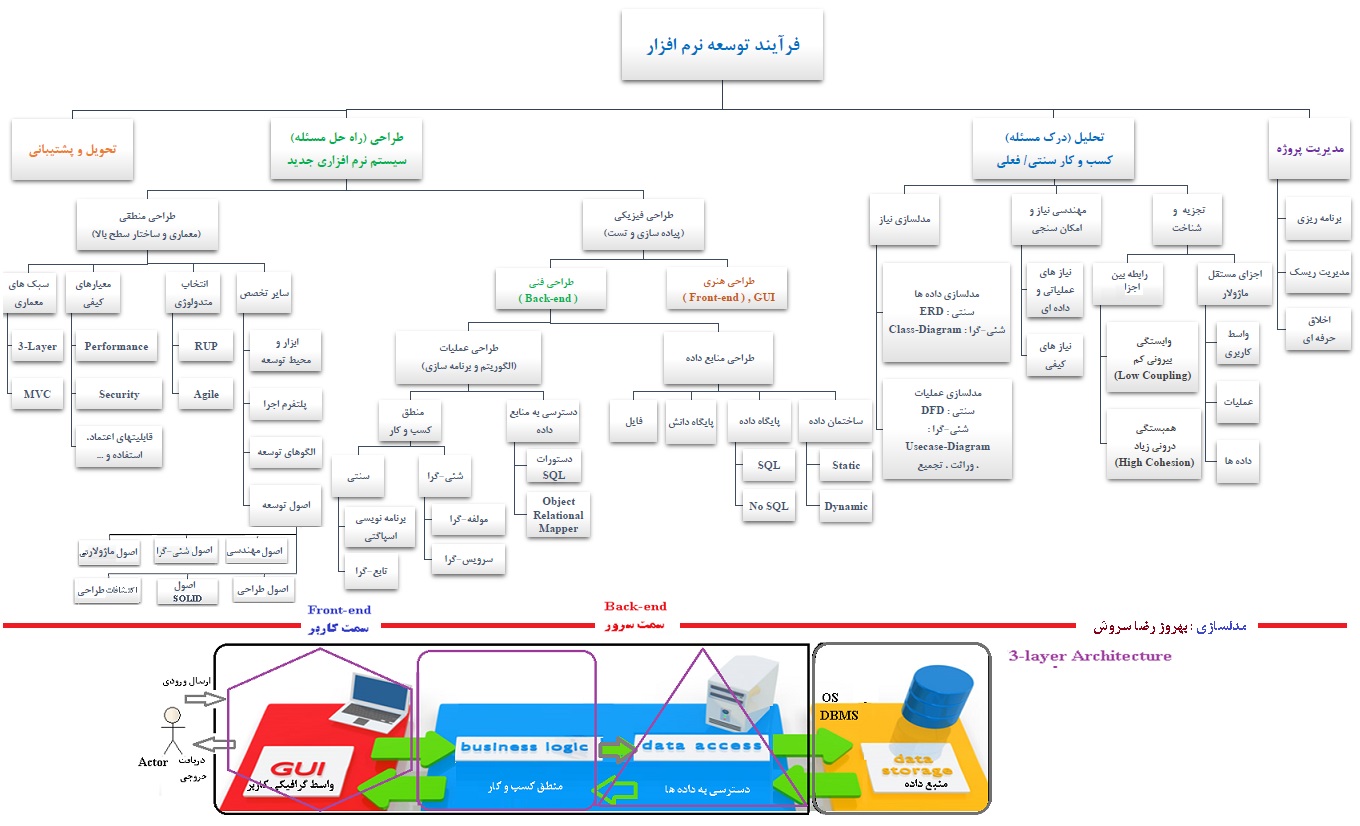 فرآیند توسعه نرم افزار
مدیریت پروژه
برنامه ریزی
مدیریت ریسک
اخلاق
حرفه ای
تحلیل (درک مسئله)
کسب و کار سنتی/ فعلی
تجزیه و
شناخت
اجزای مستقل
ماژولار
واسط
کاربری
عملیات
داده ها
رابطه بین
اجزا
وابستگی
بیرونی کم
(Low Coupling)
همبستگی
درونی زیاد
(High Cohesion)
مهندسی نیاز و
امکان سنجی
نیاز های
عملیاتی و
داده ای
نیاز های
کیفی
مدلسازی نیاز
مدلسازی داده ها
سنتی : ERD
شئی-گرا : Class-Diagram
مدلسازی عملیات
سنتی : DFD
شئی-گرا :
Usecase-Diagram
، وراثت ، تجمیع
طراحی (راه حل مسئله)
سیستم نرم افزاری جدید
طراحی فیزیکی
(پیاده سازی و تست)
طراحی هنری
( Front-end ) , GUI
طراحی فنی
( Back-end )
طراحی منابع داده
ساختمان داده
Static
Dynamic
پایگاه داده
SQL
No SQL
پایگاه دانش
فایل
طراحی عملیات
(الگوریتم و برنامه سازی)
دسترسی به منابع
داده
دستورات
SQL
Object
Relational
Mapper
منطق
کسب و کار
شئی-گرا
مولفه-گرا
سرویس-گرا
سنتی
برنامه نویسی
اسپاگتی
تابع-گرا
طراحی منطقی
(معماری و ساختار سطح بالا)
سایر تخصص
ابزار و
محیط توسعه
پلتفرم اجرا
الگوهای توسعه
اصول توسعه
اصول مهندسی
اصول شئی-گرا
اصول ماژولاریتی
اصول طراحی
اصول
SOLID
اکتشافات طراحی
انتخاب
متدولوژی
RUP
Agile
معیارهای
کیفی
Performance
Security
قابلیتهای اعتماد،
استفاده و ...
سبک های
معماری
3-Layer
MVC
تحویل و پشتیبانی
Front-end
سمت کاربر
Back-end
سمت سرور
مدلسازی : بهروز رضا سروش
3-layer Architecture
ارسال ورودی
Actor
دریافت
خروجی
GUI
واسط گرافیکی کاربر
business logic
منطق کسب و کار
data access
دسترسی به داده ها
OS
DBMS
data
storage
منبع داده